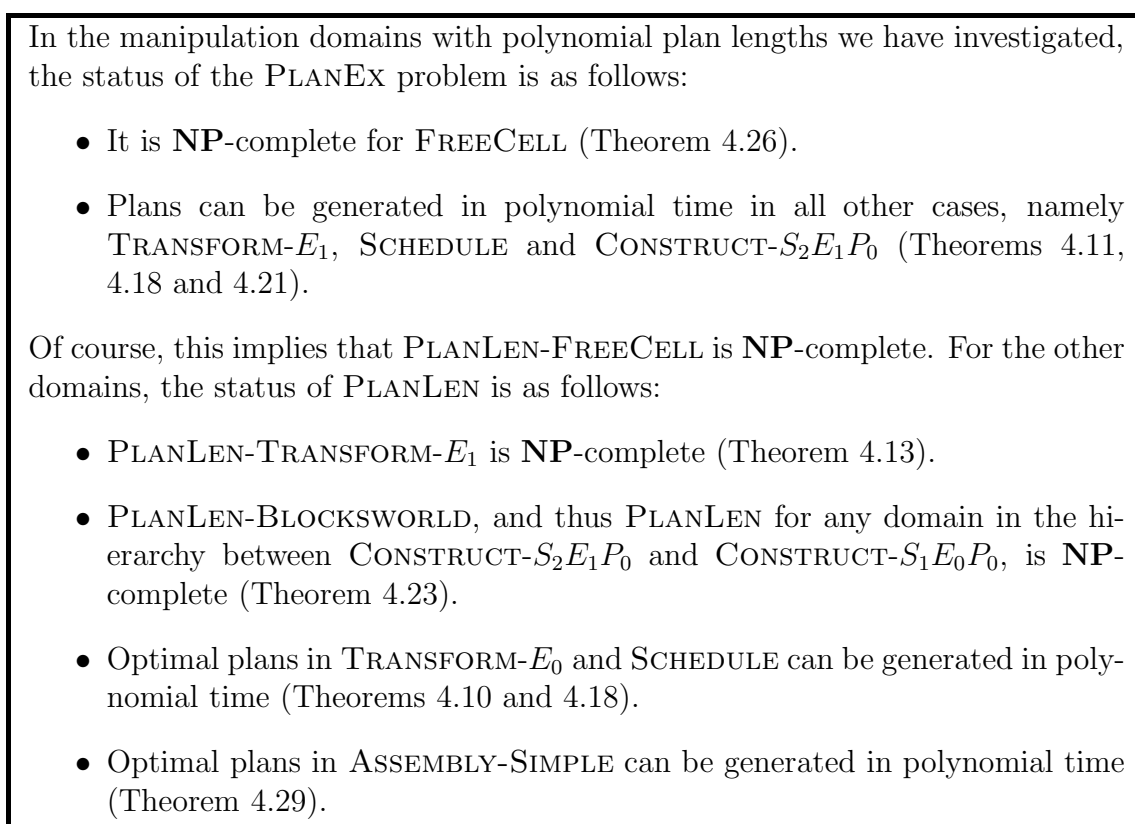 In the manipulation domains with polynomial plan lengths we have investigated,
the status of the PLANEX problem is as follows:
• It is NP-complete for FREECELL (Theorem 4.26).
• Plans can be generated in polynomial time in all other cases, namely
TRANSFORM-E₁, SCHEDULE and CONSTRUCT-S₂E₁P₀ (Theorems 4.11,
4.18 and 4.21).
Of course, this implies that PLANLEN-FREECELL is NP-complete. For the other
domains, the status of PLANLEN is as follows:
• PLANLEN-TRANSFORM-E₁ is NP-complete (Theorem 4.13).
• PLANLEN-BLOCKSWORLD, and thus PLANLEN for any domain in the hi-
erarchy between CONSTRUCT-S₂E₁P₀ and CONSTRUCT-S₁E₀P₀, is NP-
complete (Theorem 4.23).
• Optimal plans in TRANSFORM-E₀ and SCHEDULE can be generated in poly-
nomial time (Theorems 4.10 and 4.18).
• Optimal plans in ASSEMBLY-SIMPLE can be generated in polynomial time
(Theorem 4.29).